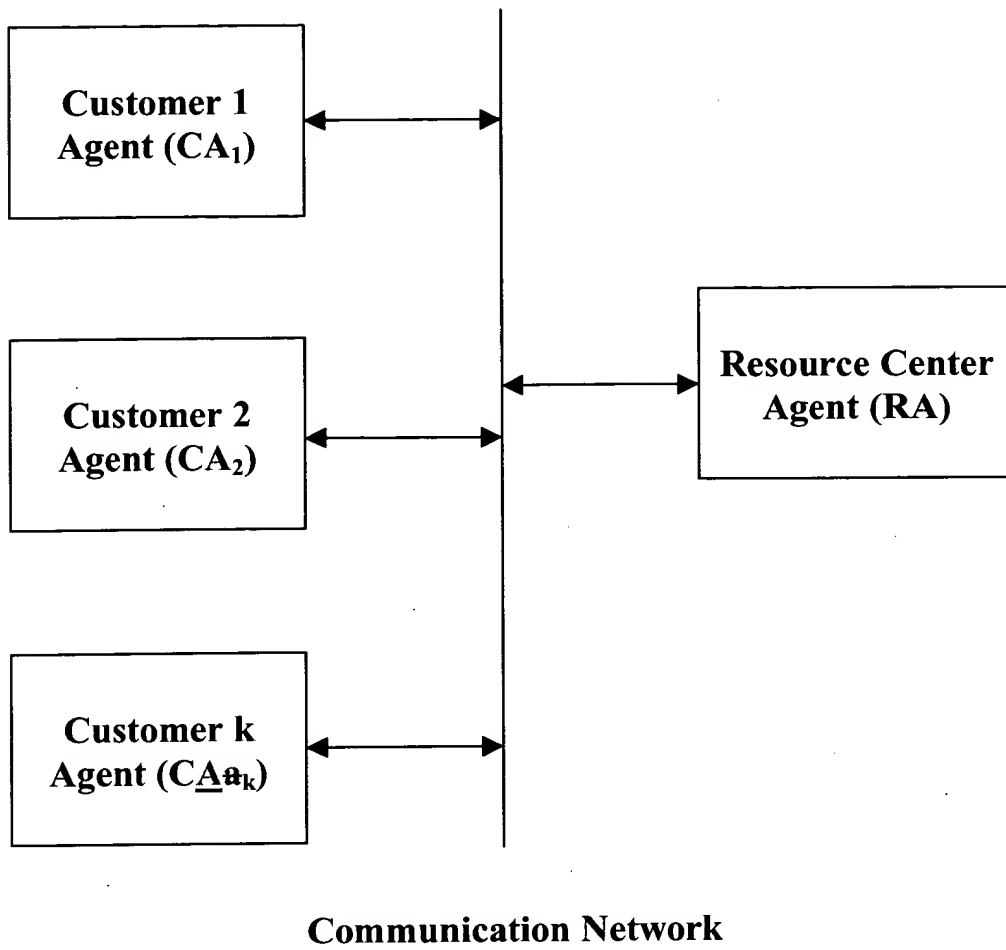 Customer 1
Agent (CA₁)
Customer 2
Agent (CA₂)
Customer k
Agent (CAaₖ)
Resource Center
Agent (RA)
Communication Network